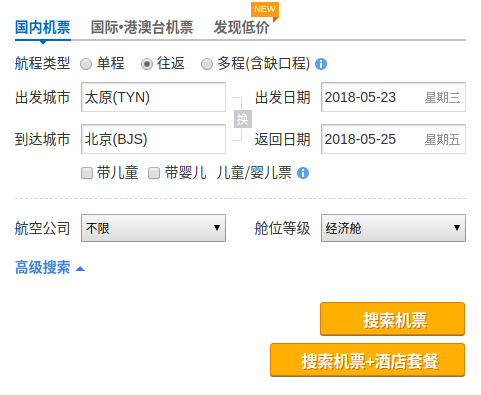 NEW
国内机票 国际•港澳台机票 发现低价
航程类型 单程 往返 多程(含缺口程)
出发城市 太原(TYN) 出发日期 2018-05-23 星期三
换
到达城市 北京(BJS) 返回日期 2018-05-25 星期五
带儿童 带婴儿 儿童/婴儿票
航空公司 不限 舱位等级 经济舱
高级搜索
搜索机票
搜索机票+酒店套餐